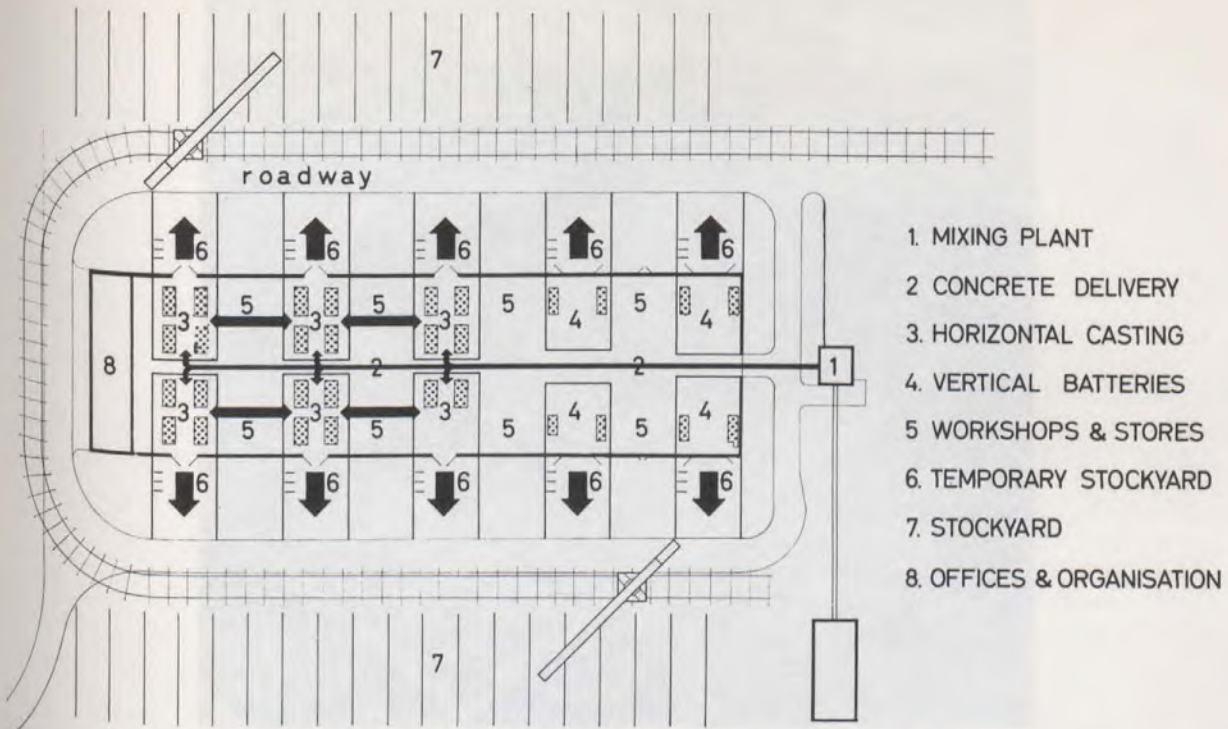 7
roadway
6 6 6 6 6
3 5 3 5 3 5 4 5 4
8 2 2 1
3 5 3 5 3 5 4 5 4
6 6 6 6 6
7
1. MIXING PLANT
2 CONCRETE DELIVERY
3. HORIZONTAL CASTING
4. VERTICAL BATTERIES
5 WORKSHOPS & STORES
6. TEMPORARY STOCKYARD
7. STOCKYARD
8. OFFICES & ORGANISATION